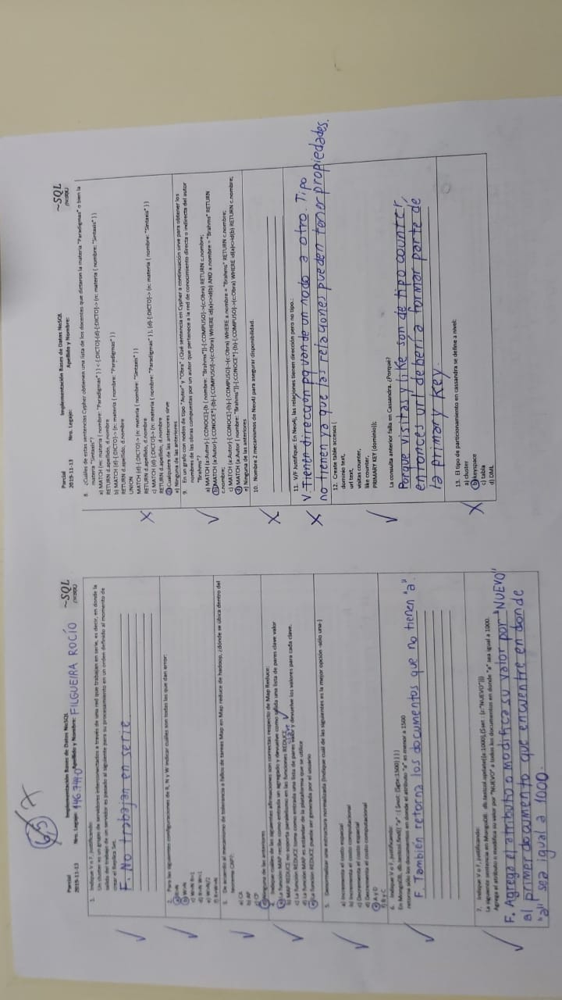 6,5 7
Parcial Implementación Bases de Datos NoSQL ~SQL
2019-11-13 Nro. Legajo: Apellido y Nombre: FILGUEIRA ROCÍO (NoSQL)
1. Indique V o F, justificando:
Un cluster es un grupo de servidores interconectados a través de una red que trabajan en serie, es decir, en donde la
salida del trabajo de un servidor es pasado al siguiente para su procesamiento en un orden definido al momento de
crear el Replica Set.
F. No trabajan en serie
2. Para las siguientes configuraciones de R, N y W indicar cuáles son todas las que dan error:
3. De acuerdo al mecanismo de tolerancia a fallos de tareas Map en Map reduce de hadoop, ¿dónde se ubica dentro del
teorema CAP?:
a) CA
b) AP
c) CP
d) Ninguna de las anteriores
4. Indique cuáles de las siguientes afirmaciones son correctas respecto de Map Reduce:
a) La función MAP recibe como entrada un agregado y devuelve como salida una lista de pares clave valor
b) MAP REDUCE no soporta paralelismo en las funciones REDUCE
c) La función REDUCE toma como entrada una lista de pares valor y devuelve los valores para cada clave.
clave v
d) La función MAP es estándar de la plataforma que se utilice
e) La función REDUCE puede ser generada por el usuario
5. Desnormalizar una estructura normalizada (Indique cuál de las siguientes es la mejor opción -sólo una-)
a) Incrementa el costo espacial
b) Incrementa el costo computacional
c) Decrementa el costo espacial
d) Decrementa el costo computacional
e) A y D
f) B y C
6. Indique V o F, justificando:
En MongoDB, db.testcol.find( "a" : { $not: {$gte:1500} } )
retorna sólo los documentos en donde el atributo "a" es menor a 1500
F. También retorna los documentos que no tienen "a"
7. Indique V o F, justificando:
La siguiente sentencia en MongoDB db.testcol.update({a:1000},{$set : {z:"NUEVO"}})
Agrega el atributo o modifica su valor por "NUEVO" a todos los documentos en donde "a" sea igual a 1000.
F. Agrega el atributo o modifica su valor por "NUEVO"
al primer documento que encuentre en donde
"a" sea igual a 1000.
Parcial Implementación Bases de Datos NoSQL ~SQL
2019-11-13 Nro. Legajo: Apellido y Nombre: (NoSQL)
8. ¿Cuáles de estas sentencias Cypher obtienen una lista de los docentes que dictaron la materia "Paradigmas" o bien la
materia "Sintaxis"?
a) MATCH (n: materia { nombre: "Paradigmas" } ) <-[:DICTO]-(d)-[:DICTO]-> (n: materia { nombre: "Sintaxis" } )
RETURN d.apellido, d.nombre
b) MATCH (d)-[:DICTO]-> (n: materia { nombre: "Paradigmas" } )
RETURN d.apellido, d.nombre
UNION
MATCH (d)-[:DICTO]-> (n: materia { nombre: "Sintaxis" } )
RETURN d.apellido, d.nombre
c) MATCH (d)-[:DICTO]-> (n: materia { nombre: "Paradigmas" } ), (d)-[:DICTO]-> (n: materia { nombre: "Sintaxis" } )
RETURN d.apellido, d.nombre
d) Cualquiera de las anteriores sirve
e) Ninguna de las anteriores
9. En un grafo con nodos de tipo "Autor" y "Obra" ¿Qué sentencia en Cypher a continuación sirve para obtener los
nombres de las obras compuestas por un autor que pertenece a la red de conocimiento directa o indirecta del autor
"Brahms"?
a) MATCH (a:Autor)-[:CONOCE]-(b { nombre: "Brahms"})-[:COMPUSO]->(c:Obra) RETURN c.nombre;
b) MATCH (a:Autor)-[:CONOCE*]-(b)-[:COMPUSO]->(c:Obra) WHERE id(a)<>id(b) AND a.nombre = "Brahms" RETURN
c.nombre;
c) MATCH (a:Autor)-[:CONOCE]-(b)-[:COMPUSO]->(c:Obra) WHERE a.nombre = "Brahms" RETURN c.nombre;
d) MATCH (a:Autor { nombre: "Brahms"})-[:CONOCE*]-(b)-[:COMPUSO]->(c:Obra) WHERE id(a)<>id(b) RETURN c.nombre;
e) Ninguna de las anteriores
10. Nombre 2 mecanismos de Neo4J para asegurar disponibilidad.
11. V/F Justifique: En Neo4j, las relaciones tienen dirección pero no tipo.:
V. Tienen dirección pq van de un nodo a otro. Tipo
no tienen ya que las relaciones pueden tener propiedades.
12. Create table accesos (
dominio text,
url text,
visitas counter,
like counter,
PRIMARY KEY (dominio));
La consulta anterior falla en Cassandra. ¿Porqué?
Porque visitas y like son de tipo counter,
entonces url debería formar parte de
la primary key.
13. El tipo de particionamiento en cassandra se define a nivel:
a) cluster
b) keyspace
c) tabla
d) DML